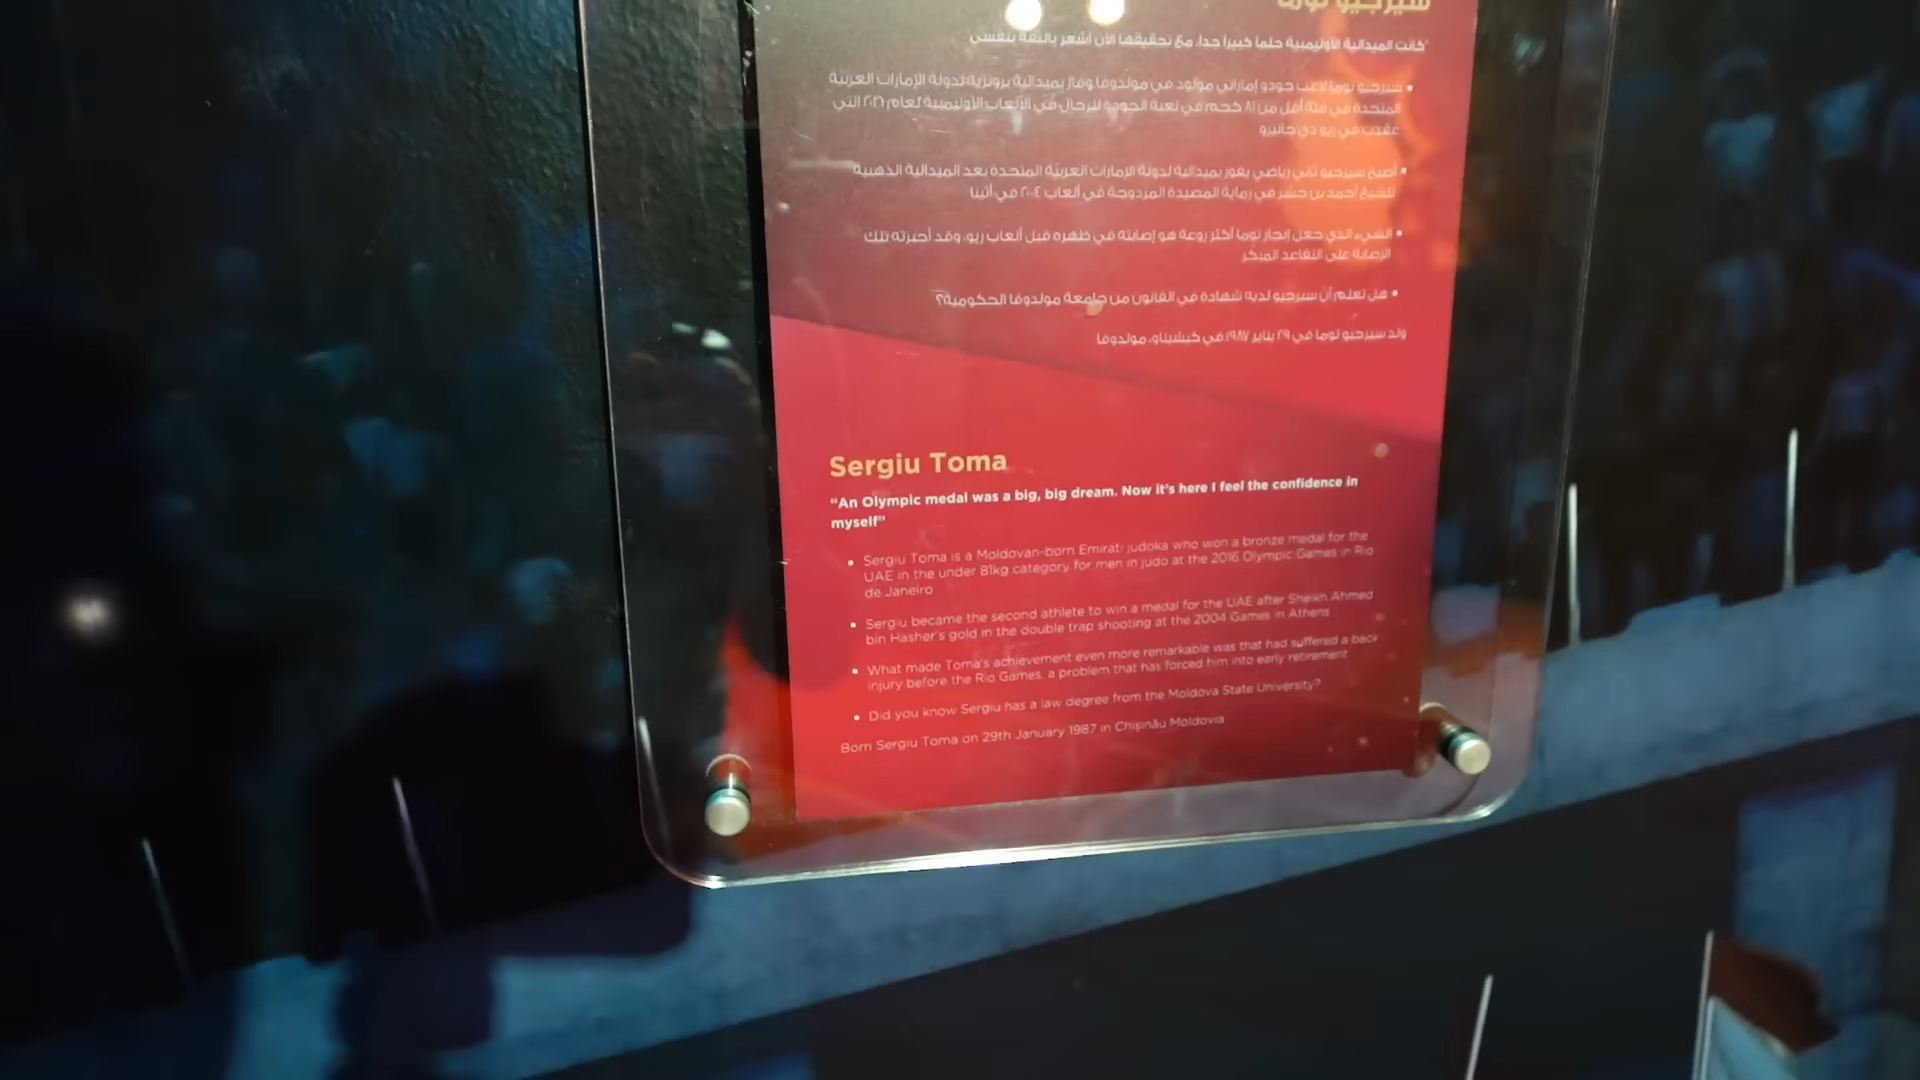 سيرجيو توما
"كانت الميدالية الأوليمبية حلماً كبيراً جداً، مع تحقيقها الآن أشعر بالثقة بنفسي
• سيرجيو توما لاعب جودو إماراتي مولود في مولدوفا وفاز بميدالية برونزية لدولة الإمارات العربية
المتحدة في فئة أقل من ٨١ كجم في لعبة الجودو للرجال في الألعاب الأوليمبية لعام ٢٠١٦ التي
عقدت في ريو دي جانيرو
• أصبح سيرجيو ثاني رياضي يفوز بميدالية لدولة الإمارات العربية المتحدة بعد الميدالية الذهبية
للشيخ أحمد بن حشر في رماية المصيدة المزدوجة في ألعاب ٢٠٠٤ في أثينا
• الشيء الذي جعل إنجاز توما أكثر روعة هو إصابته في ظهره قبل ألعاب ريو، وقد أجبرته تلك
الإصابة على التقاعد المبكر
• هل تعلم أن سيرجيو لديه شهادة في القانون من جامعة مولدوفا الحكومية؟
ولد سيرجيو توما في ٢٩ يناير ١٩٨٧ في كيشيناو، مولدوفا
Sergiu Toma
“An Olympic medal was a big, big dream. Now it’s here I feel the confidence in
myself”
• Sergiu Toma is a Moldovan-born Emirati judoka who won a bronze medal for the
UAE in the under 81kg category for men in judo at the 2016 Olympic Games in Rio
de Janeiro
• Sergiu became the second athlete to win a medal for the UAE after Sheikh Ahmed
bin Hasher’s gold in the double trap shooting at the 2004 Games in Athens
• What made Toma’s achievement even more remarkable was that had suffered a back
injury before the Rio Games, a problem that has forced him into early retirement
• Did you know Sergiu has a law degree from the Moldova State University?
Born Sergiu Toma on 29th January 1987 in Chișinău Moldovia